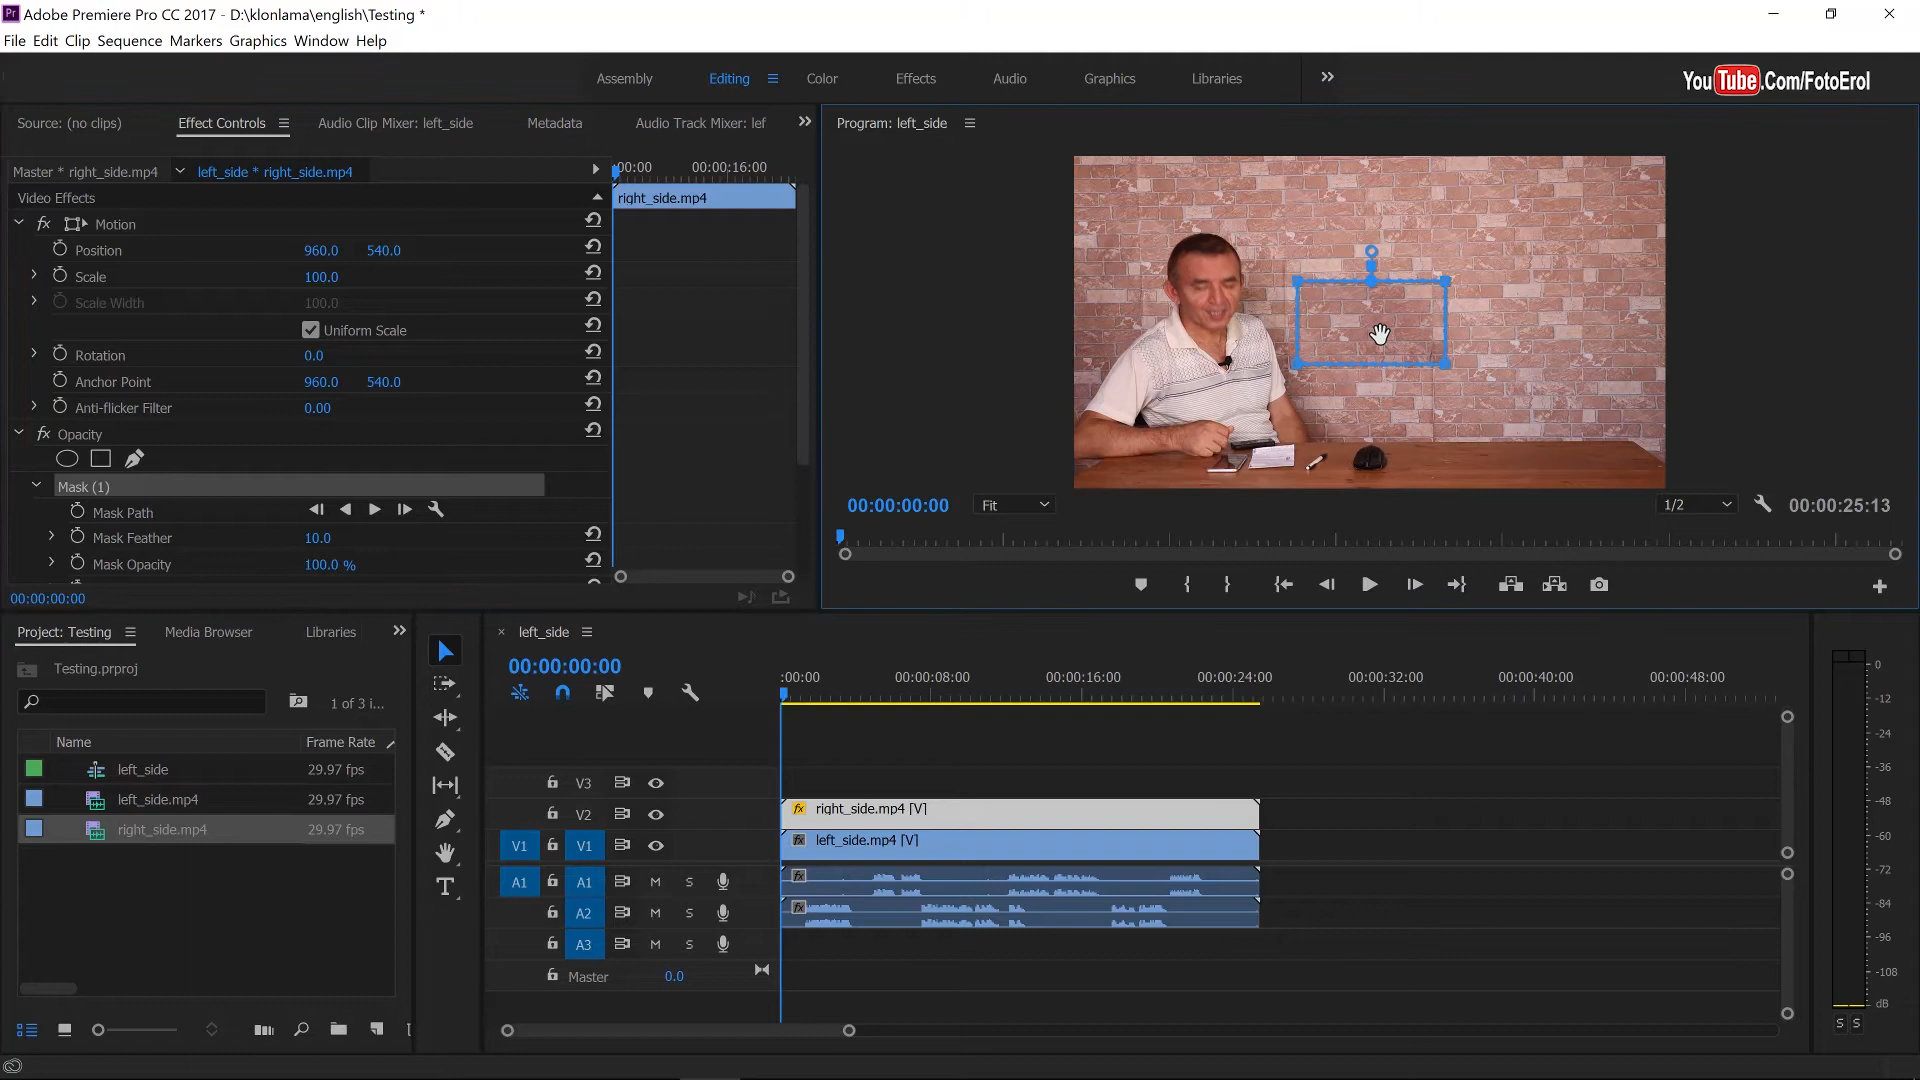 Adobe Premiere Pro CC 2017 - D:\klonlama\english\Testing *
File Edit Clip Sequence Markers Graphics Window Help
Assembly Editing Color Effects Audio Graphics Libraries
YouTube.Com/FotoErol
Source: (no clips) Effect Controls Audio Clip Mixer: left_side Metadata Audio Track Mixer: lef
Program: left_side
Master * right_side.mp4 left_side * right_side.mp4
:00:00 00:00:16:00
Video Effects
right_side.mp4
fx Motion
Position 960.0 540.0
Scale 100.0
Scale Width 100.0
Uniform Scale
Rotation 0.0
Anchor Point 960.0 540.0
Anti-flicker Filter 0.00
fx Opacity
Mask (1)
Mask Path
Mask Feather 10.0
Mask Opacity 100.0 %
00:00:00:00
00:00:00:00 Fit 1/2 00:00:25:13
Project: Testing Media Browser Libraries
Testing.prproj
1 of 3 i...
Name Frame Rate
left_side 29.97 fps
left_side.mp4 29.97 fps
right_side.mp4 29.97 fps
× left_side
00:00:00:00
:00:00 00:00:08:00 00:00:16:00 00:00:24:00 00:00:32:00 00:00:40:00 00:00:48:00
V3
V2 fx right_side.mp4 [V]
V1 V1 fx left_side.mp4 [V]
A1 A1 M S fx
A2 M S fx
A3 M S
Master 0.0
0
-12
-24
-36
-48
-60
-72
-84
-96
-108
dB
S S